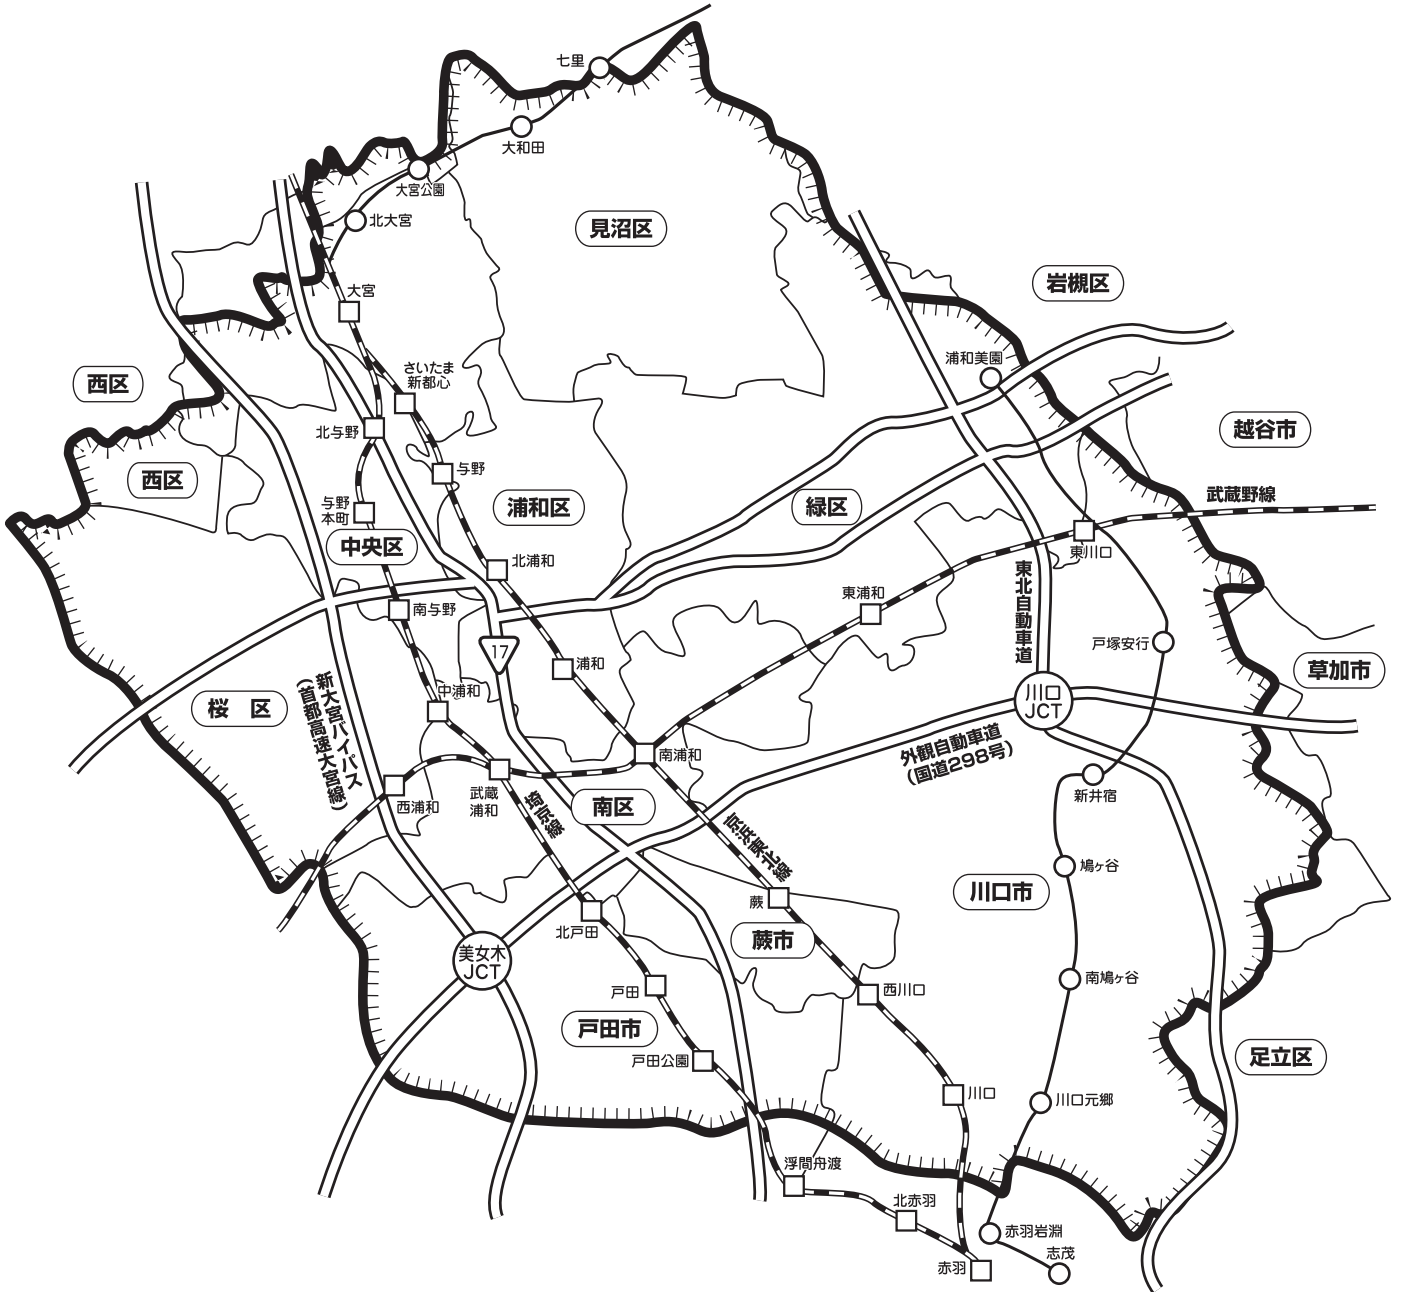 七里
大和田
大宮公園
北大宮
見沼区
岩槻区
大宮
浦和美園
西区
さいたま
新都心
越谷市
北与野
与野
西区
武蔵野線
与野
本町
浦和区
緑区
中央区
北浦和
東川口
東北自動車道
南与野
東浦和
戸塚安行
17
浦和
草加市
中浦和
桜 区
新大宮バイパス
(首都高速大宮線)
川口
JCT
南浦和
外観自動車道
(国道298号)
西浦和
武蔵
浦和
埼京線
南区
新井宿
京浜東北線
鳩ヶ谷
蕨
川口市
北戸田
蕨市
美女木
JCT
戸田
西川口
南鳩ヶ谷
戸田市
戸田公園
足立区
川口
川口元郷
浮間舟渡
北赤羽
赤羽岩淵
志茂
赤羽